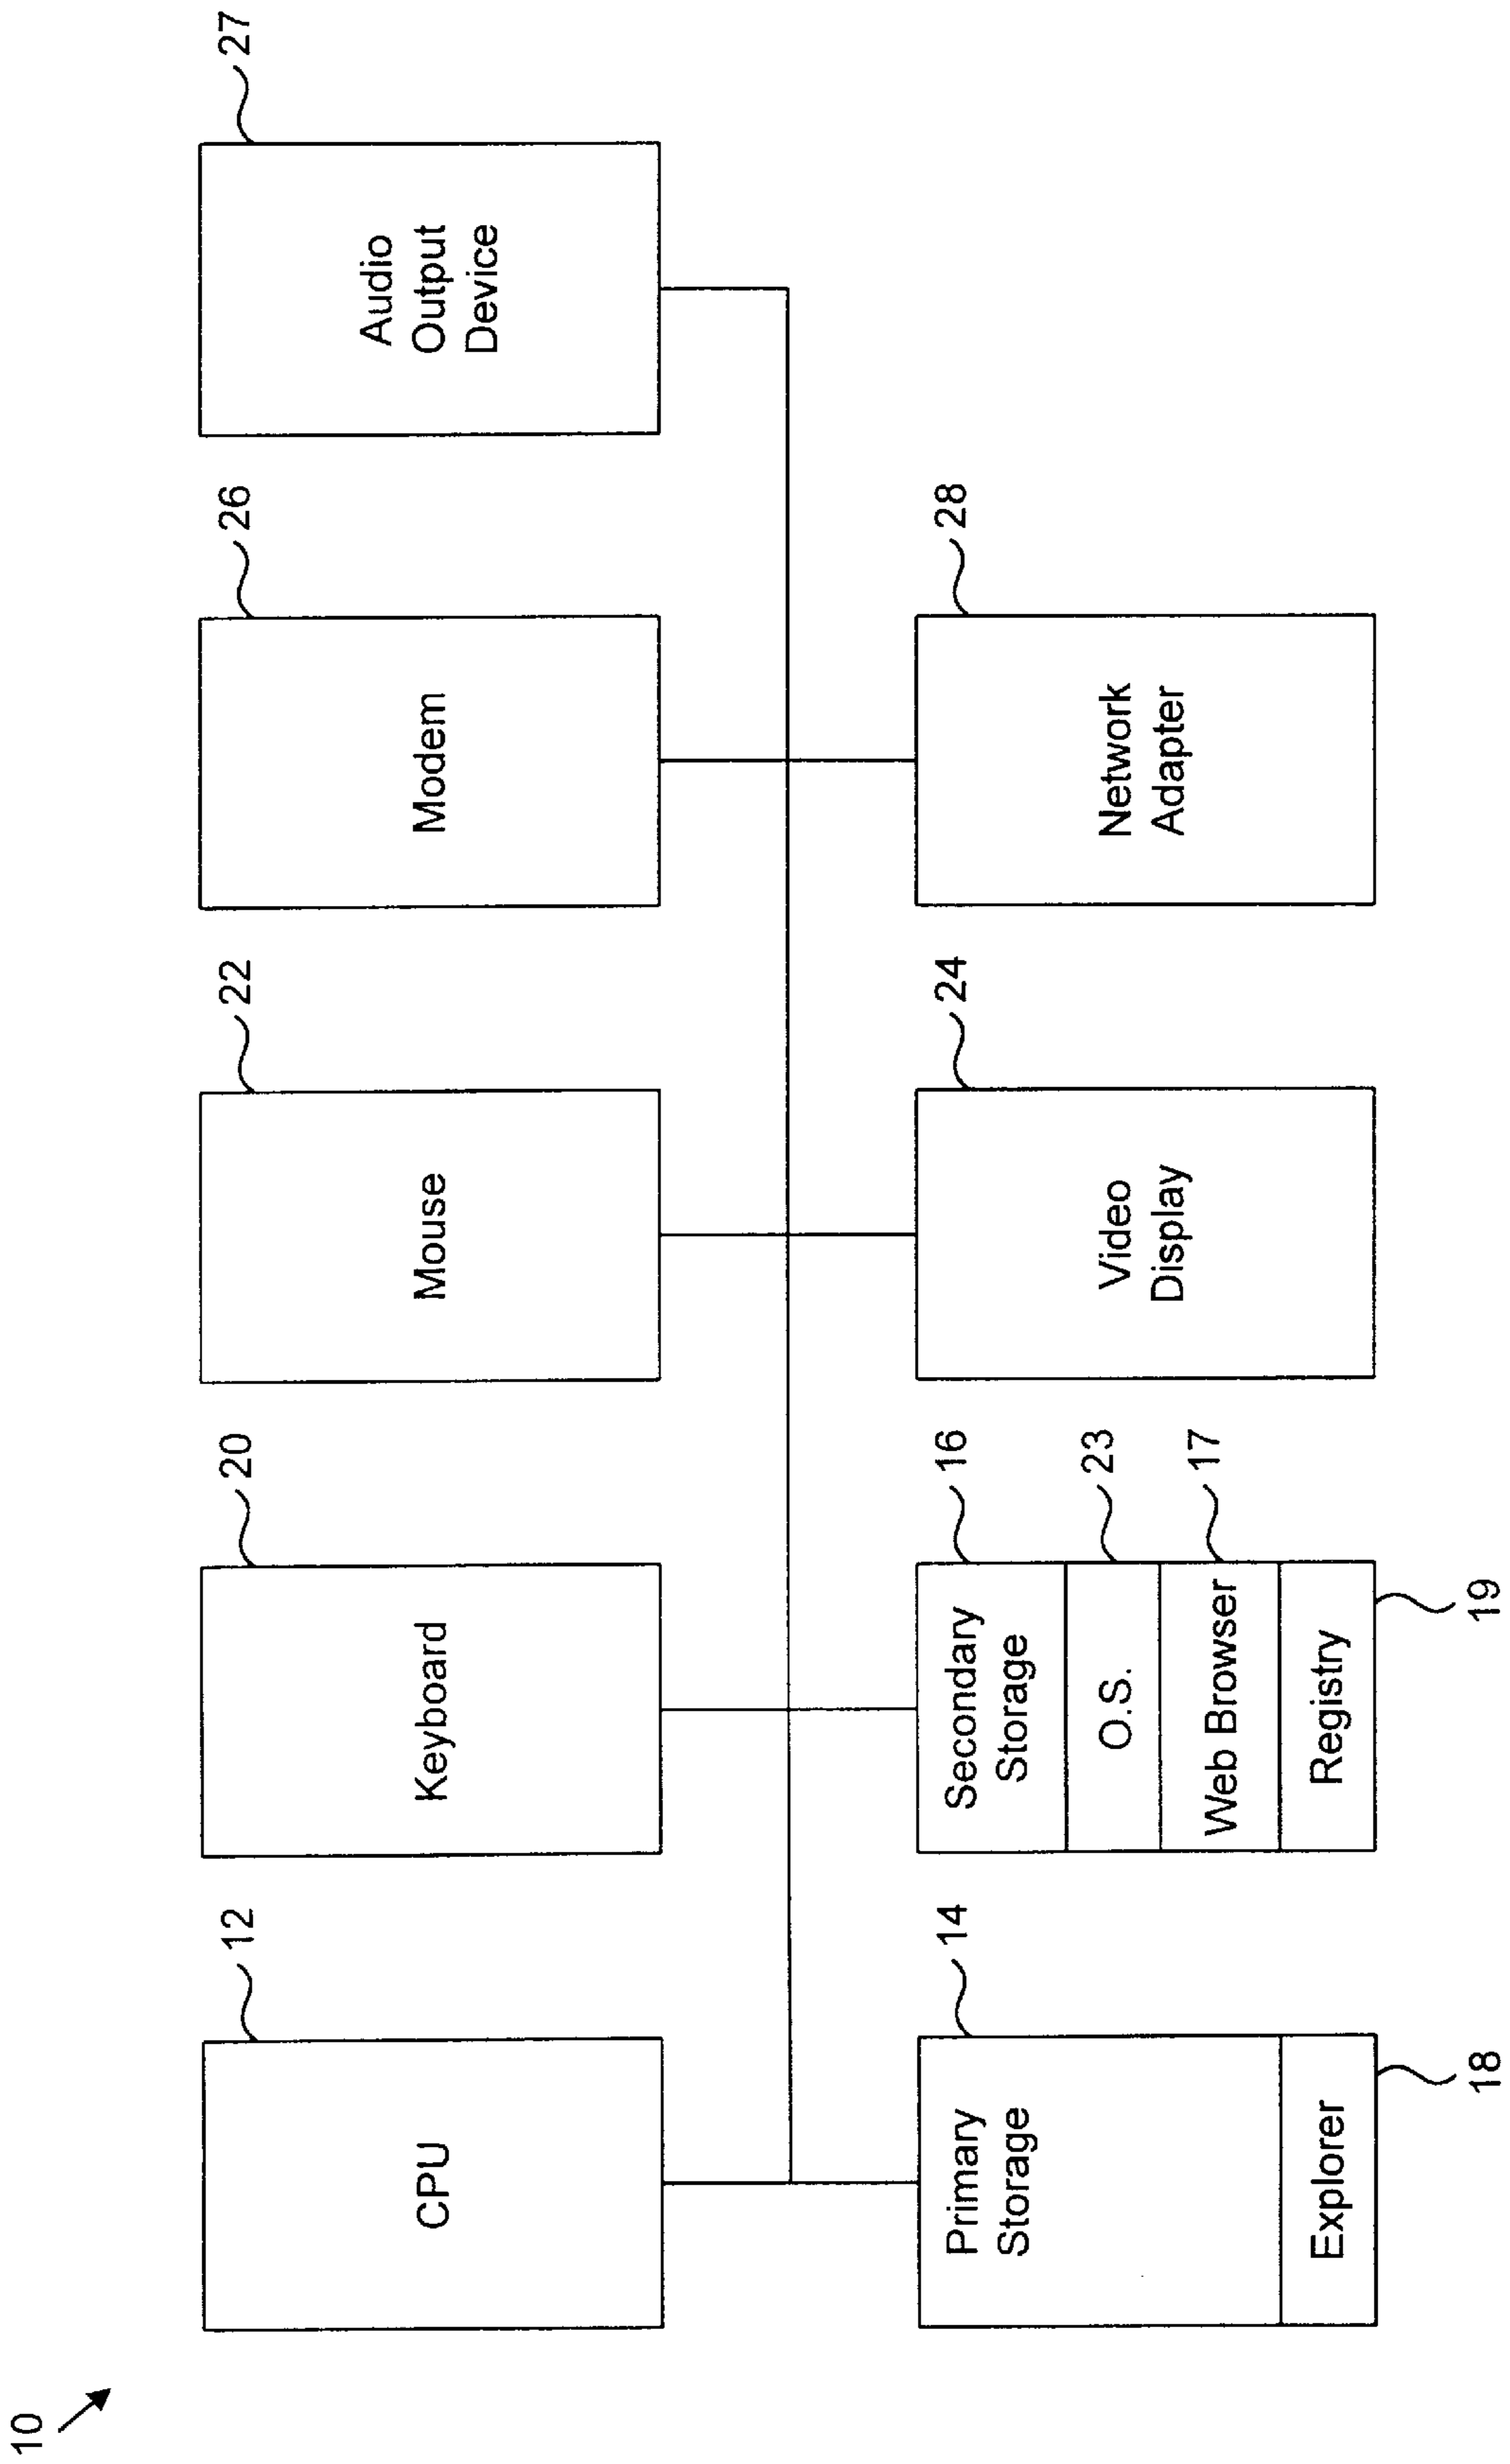 10
12
20
22
26
27
CPU
Keyboard
Mouse
Modem
Audio
Output
Device
14
16
24
28
Primary
Storage
Explorer
18
Secondary
Storage
O.S.
23
Web Browser
17
Registry
19
Video
Display
Network
Adapter